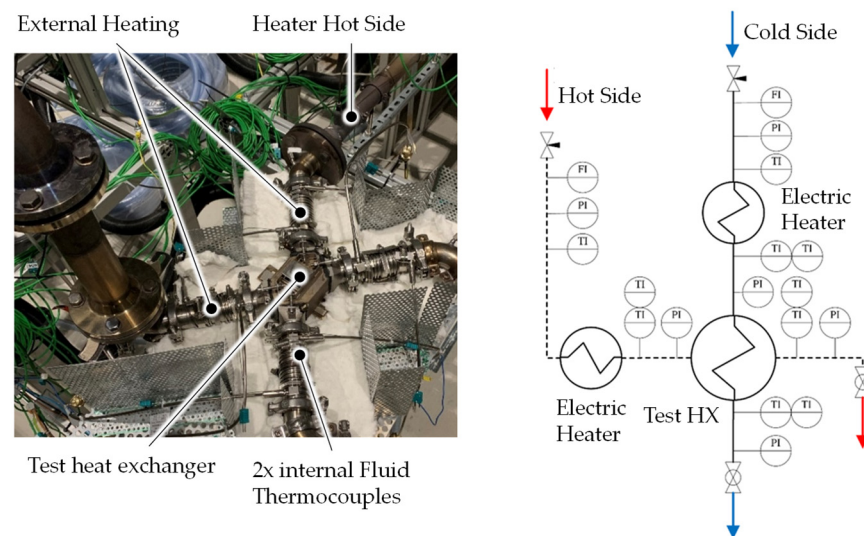 External Heating
Heater Hot Side
Test heat exchanger
2x internal Fluid
Thermocouples
Cold Side
Hot Side
FI
PI
TI
FI
PI
TI
Electric
Heater
TI TI
TI
PI TI
TI PI
TI PI
Electric
Heater
Test HX
TI TI
PI